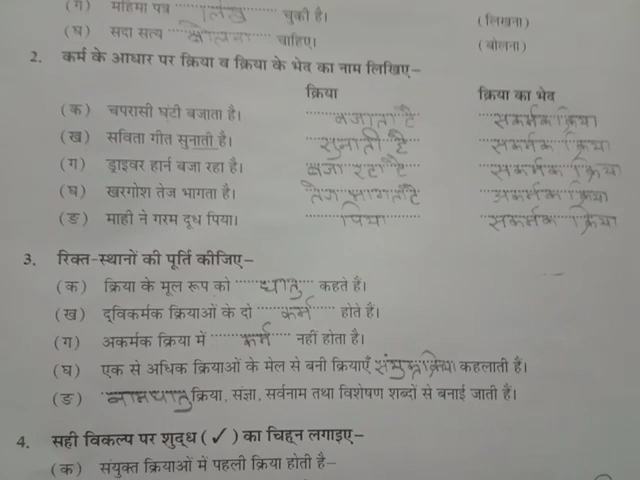 (ग) महिमा पत्र लिख चुकी है। (लिखना)
(घ) सदा सत्य बोलना चाहिए। (बोलना)
2. कर्म के आधार पर क्रिया व क्रिया के भेद का नाम लिखिए–
क्रिया क्रिया का भेद
(क) चपरासी घंटी बजाता है। बजाता है सकर्मक क्रिया
(ख) सविता गीत सुनाती है। सुनाती है सकर्मक क्रिया
(ग) ड्राइवर हार्न बजा रहा है। बजा रहा है सकर्मक क्रिया
(घ) खरगोश तेज भागता है। तेज भागता है अकर्मक क्रिया
(ङ) माही ने गरम दूध पिया। पिया सकर्मक क्रिया
3. रिक्त-स्थानों की पूर्ति कीजिए–
(क) क्रिया के मूल रूप को धातु कहते हैं।
(ख) द्विकर्मक क्रियाओं के दो कर्म होते हैं।
(ग) अकर्मक क्रिया में कर्म नहीं होता है।
(घ) एक से अधिक क्रियाओं के मेल से बनी क्रियाएँ संयुक्त क्रिया कहलाती हैं।
(ङ) नामधातु क्रिया, संज्ञा, सर्वनाम तथा विशेषण शब्दों से बनाई जाती हैं।
4. सही विकल्प पर शुद्ध (✓) का चिह्न लगाइए–
(क) संयुक्त क्रियाओं में पहली क्रिया होती है–